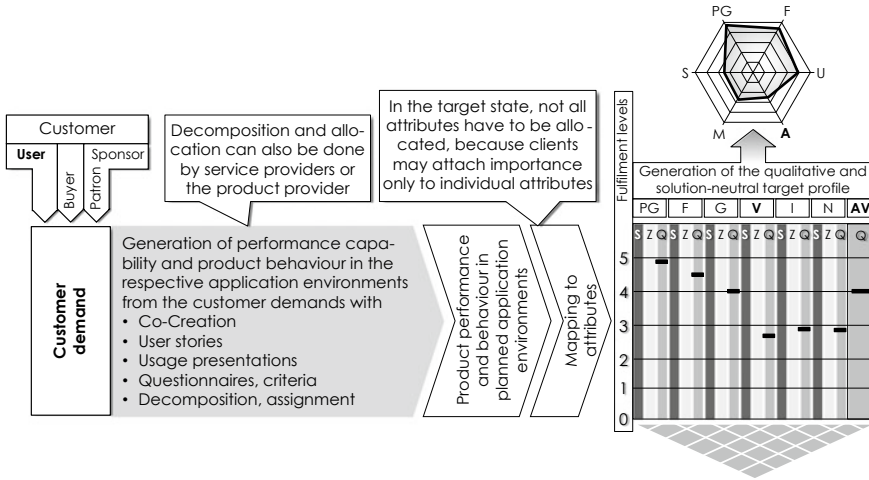 PG
F
S
U
M
A
Customer
User
Buyer
Patron
Sponsor
Decomposition and allo-
cation can also be done
by service providers or
the product provider
In the target state, not all
attributes have to be allo-
cated, because clients
may attach importance
only to individual attributes
Customer
demand
Generation of performance capa-
bility and product behaviour in the
respective application environments
from the customer demands with
• Co-Creation
• User stories
• Usage presentations
• Questionnaires, criteria
• Decomposition, assignment
Product performance
and behaviour in
planned application
environments
Mapping to
attributes
Fulfilment levels
Generation of the qualitative and
solution-neutral target profile
PG F G V I N AV
S Z Q S Z Q S Z Q S Z Q S Z Q S Z Q Q
5
4
3
2
1
0